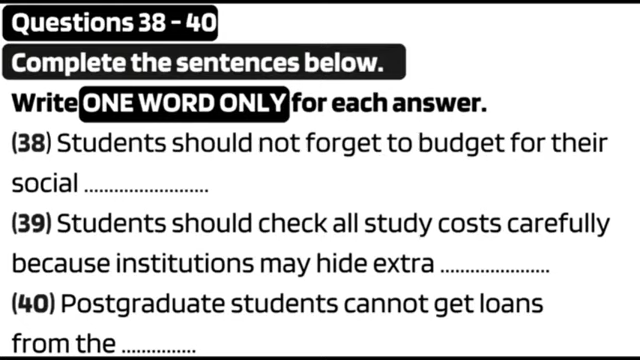 Questions 38 - 40
Complete the sentences below.
Write ONE WORD ONLY for each answer.
(38) Students should not forget to budget for their
social .........................
(39) Students should check all study costs carefully
because institutions may hide extra ......................
(40) Postgraduate students cannot get loans
from the ...............